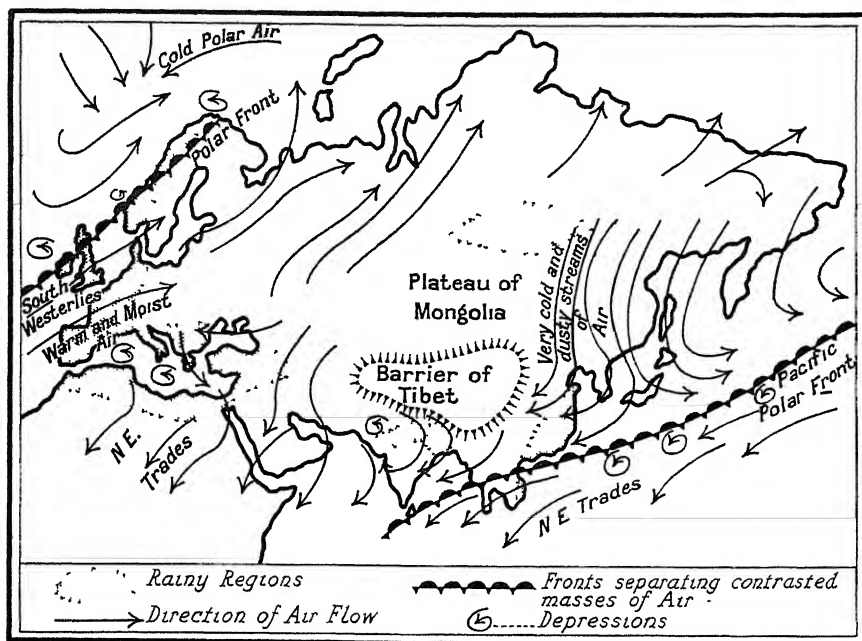 Cold Polar Air
Polar Front
South
Westerlies
Warm and Moist
Air
N.E.
Trades
Plateau of
Mongolia
Barrier of
Tibet
Very cold and
dusty streams
of
Air
Pacific
Polar Front
N E Trades
Rainy Regions
Direction of Air Flow
Fronts separating contrasted
masses of Air -
Depressions